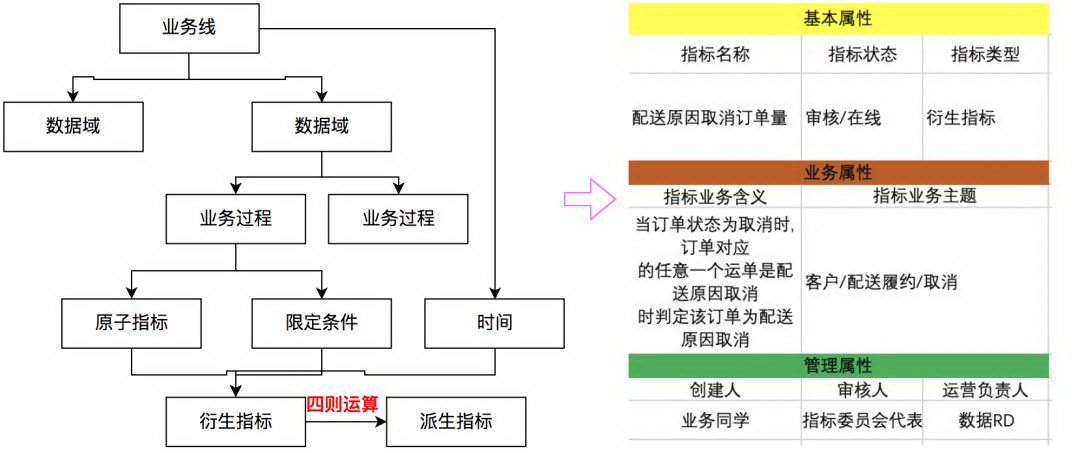 业务线
数据域
数据域
业务过程
业务过程
原子指标
限定条件
时间
衍生指标
四则运算
派生指标
基本属性
指标名称
指标状态
指标类型
配送原因取消订单量
审核/在线
衍生指标
业务属性
指标业务含义
指标业务主题
当订单状态为取消时,
订单对应
的任意一个运单是配
送原因取消
时判定该订单为配送
原因取消
客户/配送履约/取消
管理属性
创建人
审核人
运营负责人
业务同学
指标委员会代表
数据RD